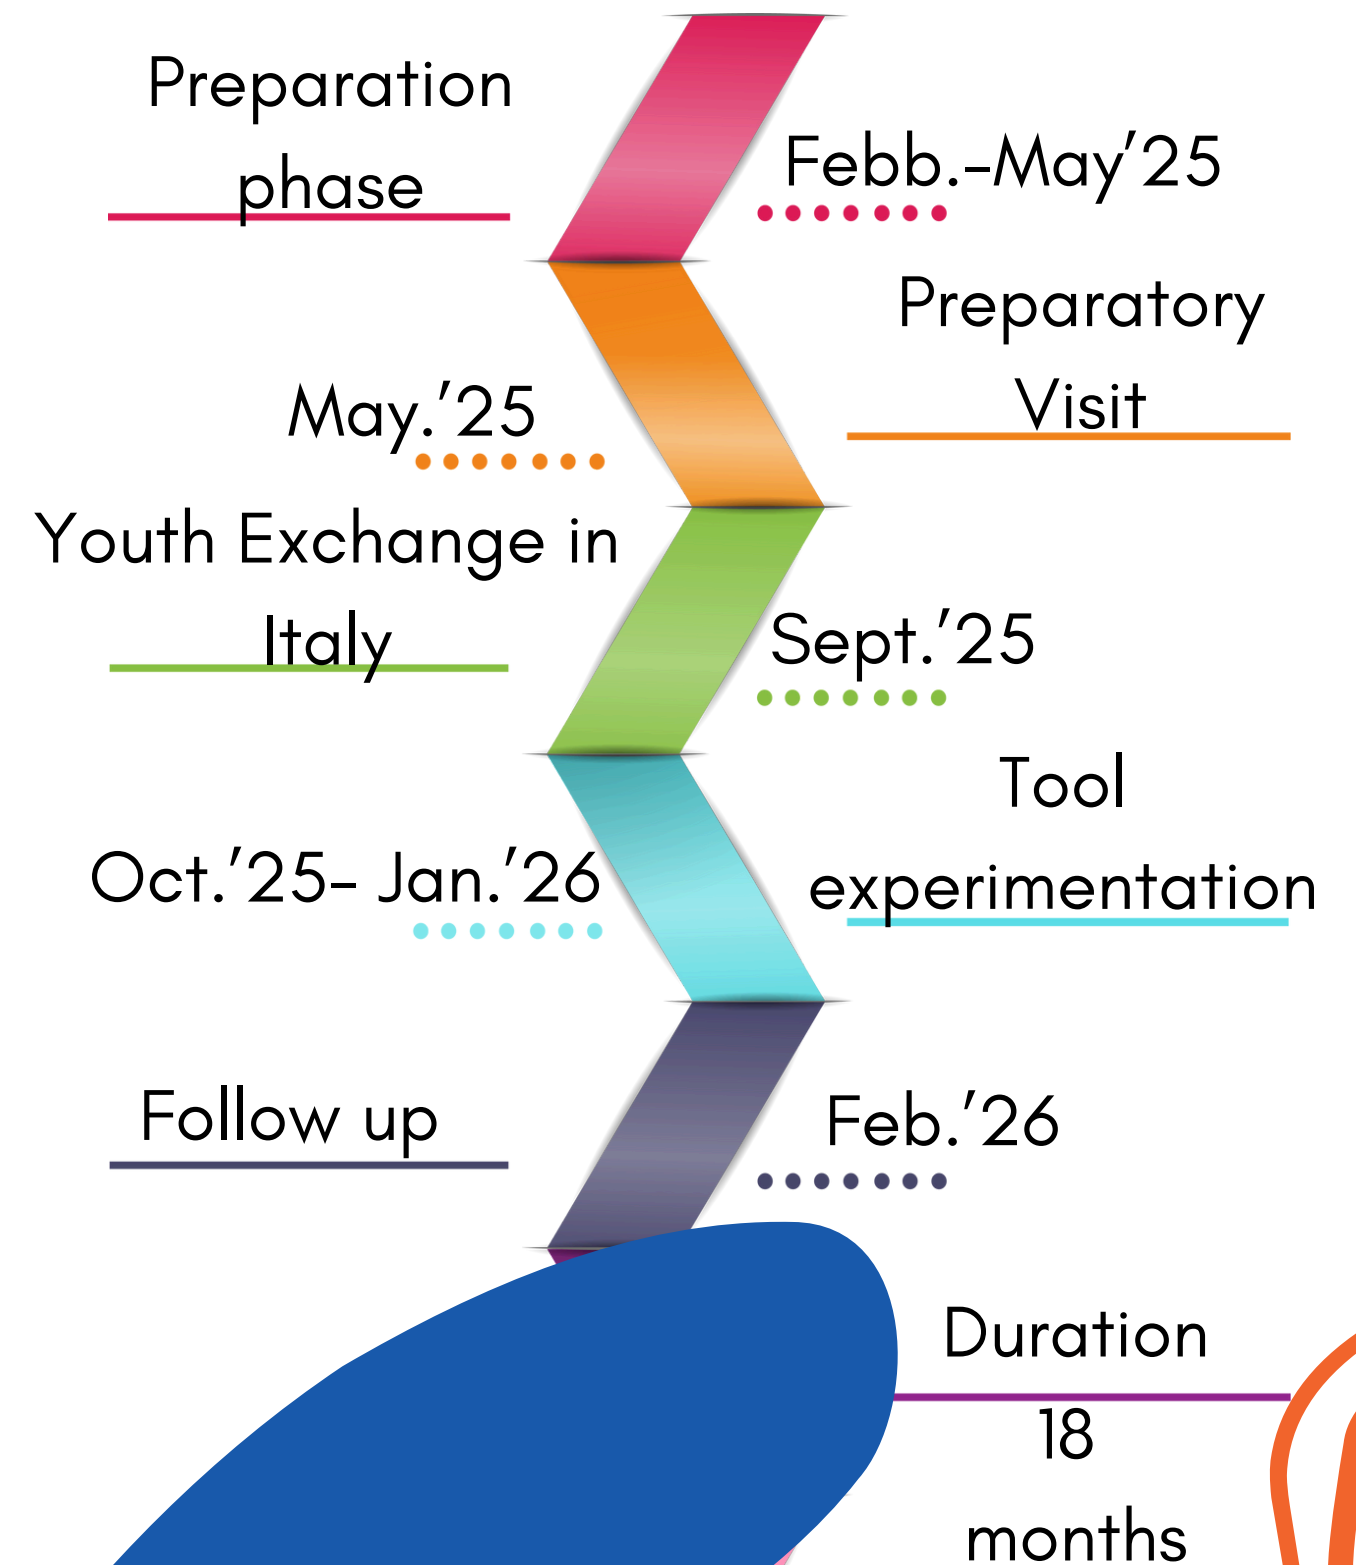 Preparation
phase
Febb.-May'25
Preparatory
Visit
May.'25
Youth Exchange in
Italy
Sept.'25
Tool
experimentation
Oct.'25- Jan.'26
Follow up
Feb.'26
Duration
18
months